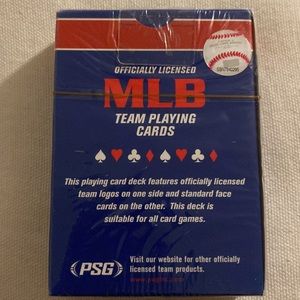 OFFICIALLY LICENSED
MLB
TEAM PLAYING
CARDS
This playing card deck features officially licensed
team logos on one side and standard face
cards on the other. This deck is
suitable for all card games.
PSG
Visit our website for other officially
licensed team products.